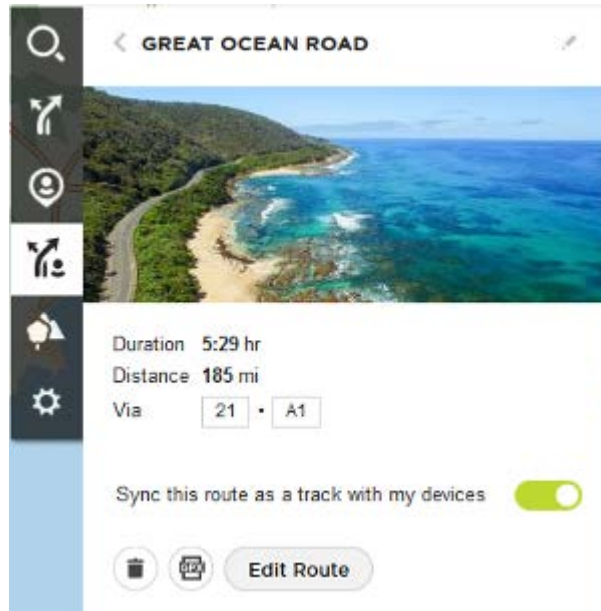 GREAT OCEAN ROAD
Duration 5:29 hr
Distance 185 mi
Via 21 • A1
Sync this route as a track with my devices
Edit Route